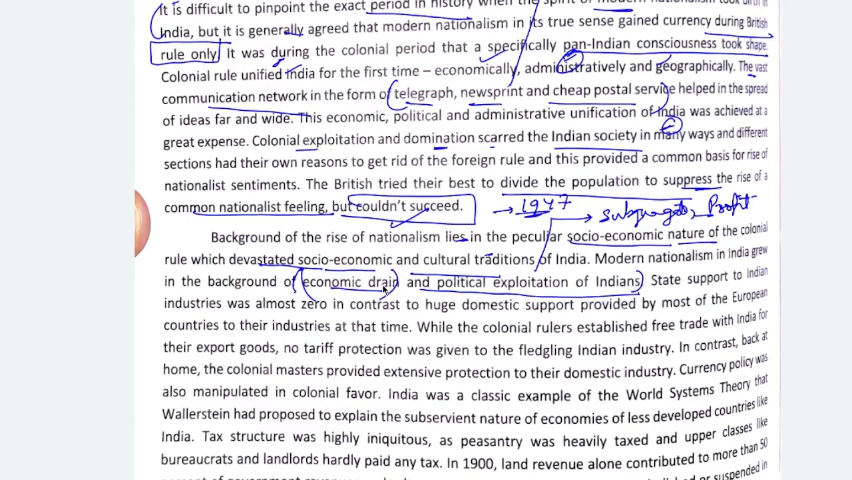 It is difficult to pinpoint the exact period in history when the spirit of modern nationalism took birth in
India, but it is generally agreed that modern nationalism in its true sense gained currency during British
rule only. It was during the colonial period that a specifically pan-Indian consciousness took shape.
Colonial rule unified India for the first time – economically, administratively and geographically. The vast
communication network in the form of telegraph, newsprint and cheap postal service helped in the spread
of ideas far and wide. This economic, political and administrative unification of India was achieved at a
great expense. Colonial exploitation and domination scarred the Indian society in many ways and different
sections had their own reasons to get rid of the foreign rule and this provided a common basis for rise of
nationalist sentiments. The British tried their best to divide the population to suppress the rise of a
common nationalist feeling, but couldn't succeed. → 1947
→ Profit
Background of the rise of nationalism lies in the peculiar socio-economic nature of the colonial
rule which devastated socio-economic and cultural traditions of India. Modern nationalism in India grew
in the background of economic drain and political exploitation of Indians. State support to Indian
industries was almost zero in contrast to huge domestic support provided by most of the European
countries to their industries at that time. While the colonial rulers established free trade with India for
their export goods, no tariff protection was given to the fledgling Indian industry. In contrast, back at
home, the colonial masters provided extensive protection to their domestic industry. Currency policy was
also manipulated in colonial favor. India was a classic example of the World Systems Theory that
Wallerstein had proposed to explain the subservient nature of economies of less developed countries like
India. Tax structure was highly iniquitous, as peasantry was heavily taxed and upper classes like
bureaucrats and landlords hardly paid any tax. In 1900, land revenue alone contributed to more than 50
or suspended in